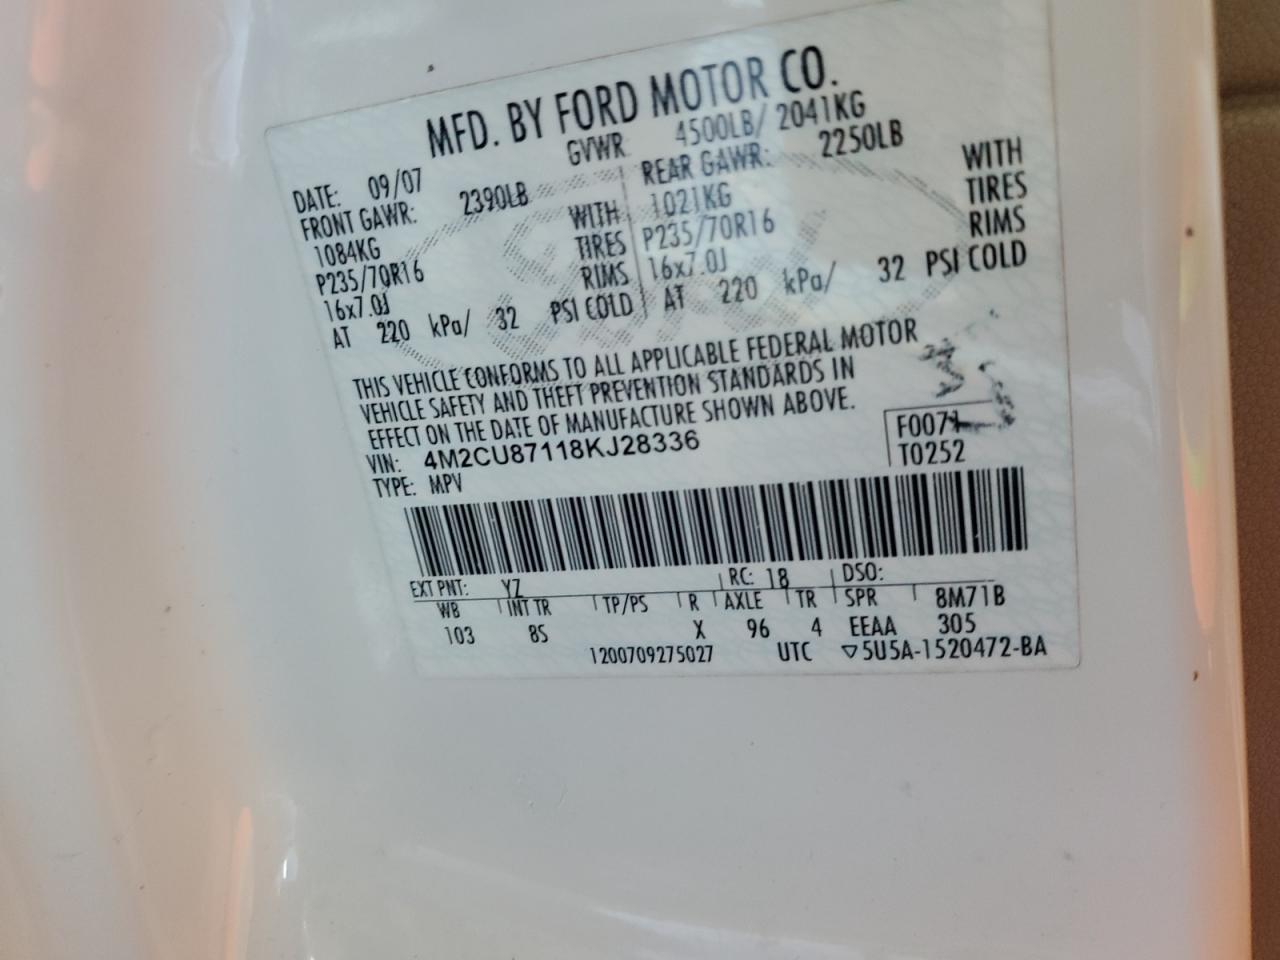 MFD. BY FORD MOTOR CO.
DATE: 09/07 GVWR 4500LB/ 2041KG
FRONT GAWR: 2390LB REAR GAWR: 2250LB
1084KG WITH 1021KG WITH
P235/70R16 TIRES P235/70R16 TIRES
16x7.0J RIMS 16x7.0J RIMS
AT 220 kPa/ 32 PSI COLD AT 220 kPa/ 32 PSI COLD
THIS VEHICLE CONFORMS TO ALL APPLICABLE FEDERAL MOTOR
VEHICLE SAFETY AND THEFT PREVENTION STANDARDS IN
EFFECT ON THE DATE OF MANUFACTURE SHOWN ABOVE.
VIN: 4M2CU87118KJ28336 F0071
TYPE: MPV T0252
EXT PNT: YZ RC: 18 DSO:
WB INT TR TP/PS R AXLE TR SPR 8M71B
103 8S X 96 4 EEAA 305
1200709275027 UTC ▽5U5A-1520472-BA